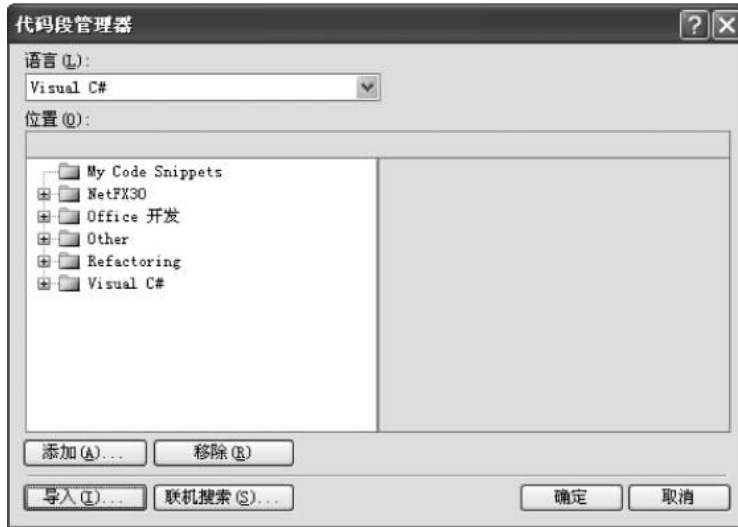 代码段管理器
语言(L):
Visual C#
位置(O):
My Code Snippets
NetFX30
Office 开发
Other
Refactoring
Visual C#
添加(A)... 移除(R)
导入(I)... 联机搜索(S)... 确定 取消